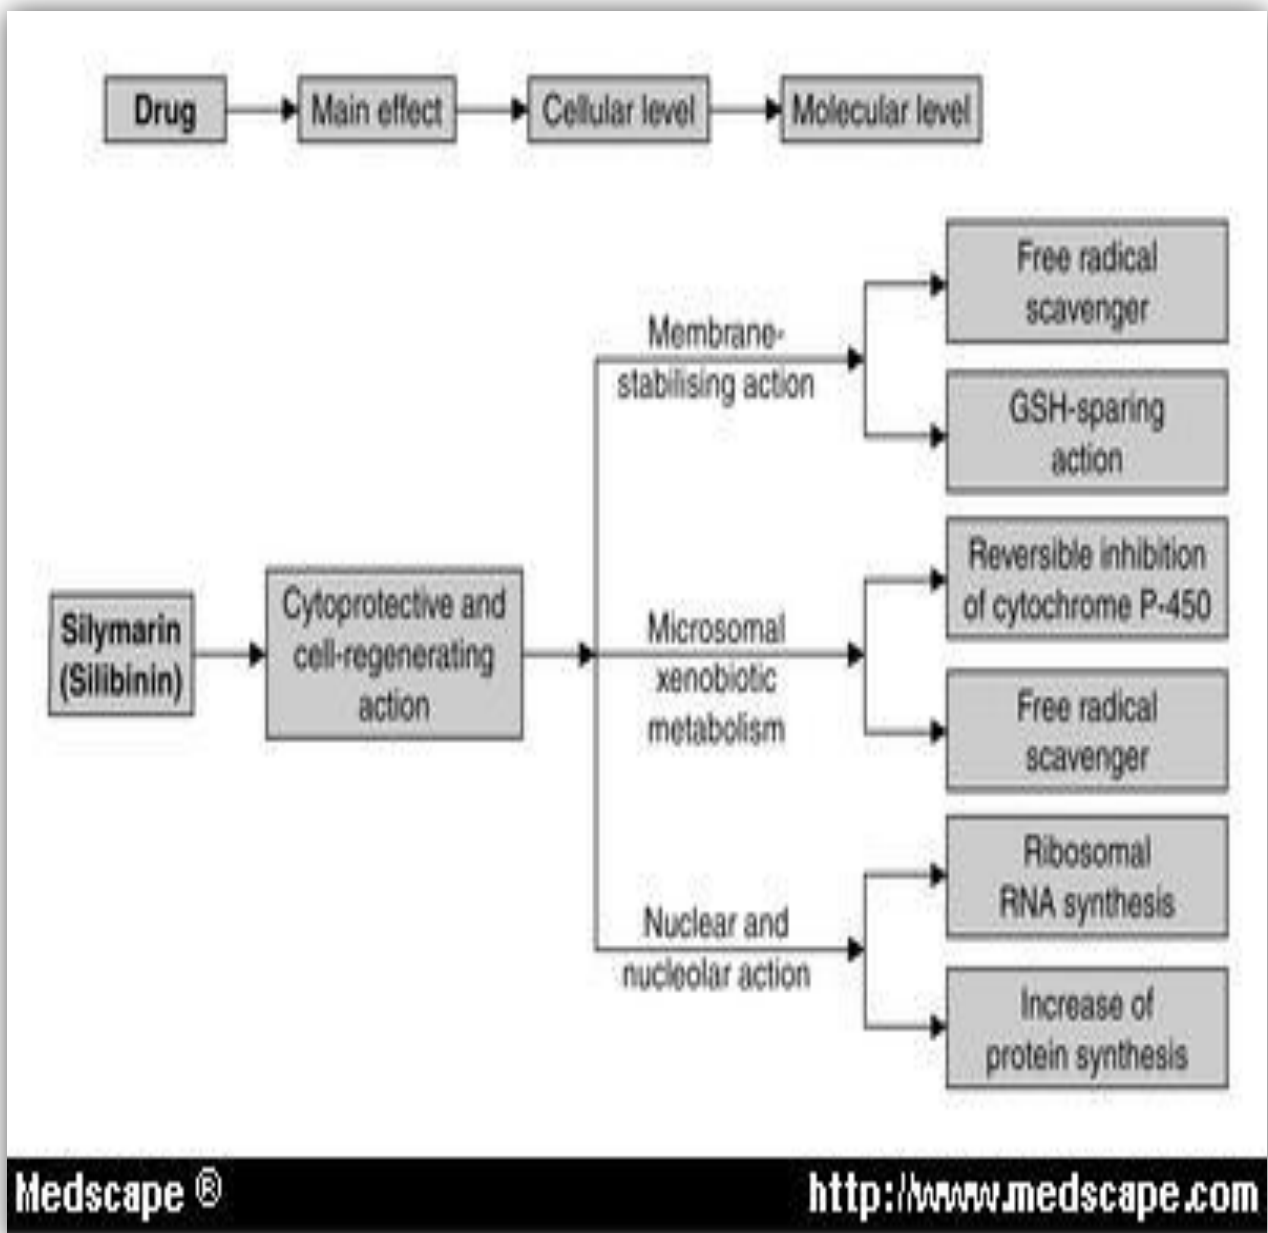 Drug
Main effect
Cellular level
Molecular level
Free radical
scavenger
Membrane-
stabilising action
GSH-sparing
action
Reversible inhibition
of cytochrome P-450
Silymarin
(Silibinin)
Cytoprotective and
cell-regenerating
action
Microsomal
xenobiotic
metabolism
Free radical
scavenger
Ribosomal
RNA synthesis
Nuclear and
nucleolar action
Increase of
protein synthesis
Medscape ®
http://www.medscape.com